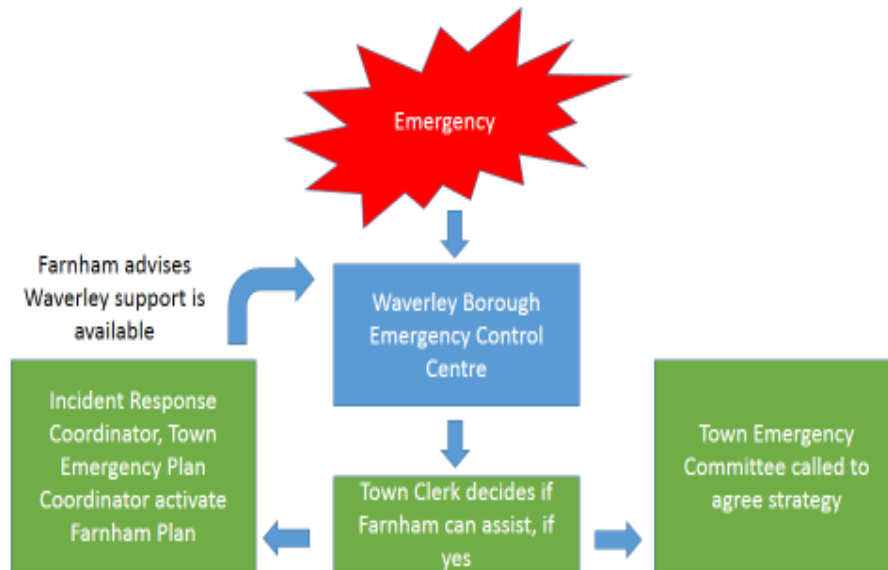 Emergency
Farnham advises
Waverley support is
available
Waverley Borough
Emergency Control
Centre
Incident Response
Coordinator, Town
Emergency Plan
Coordinator activate
Farnham Plan
Town Clerk decides if
Farnham can assist, if
yes
Town Emergency
Committee called to
agree strategy